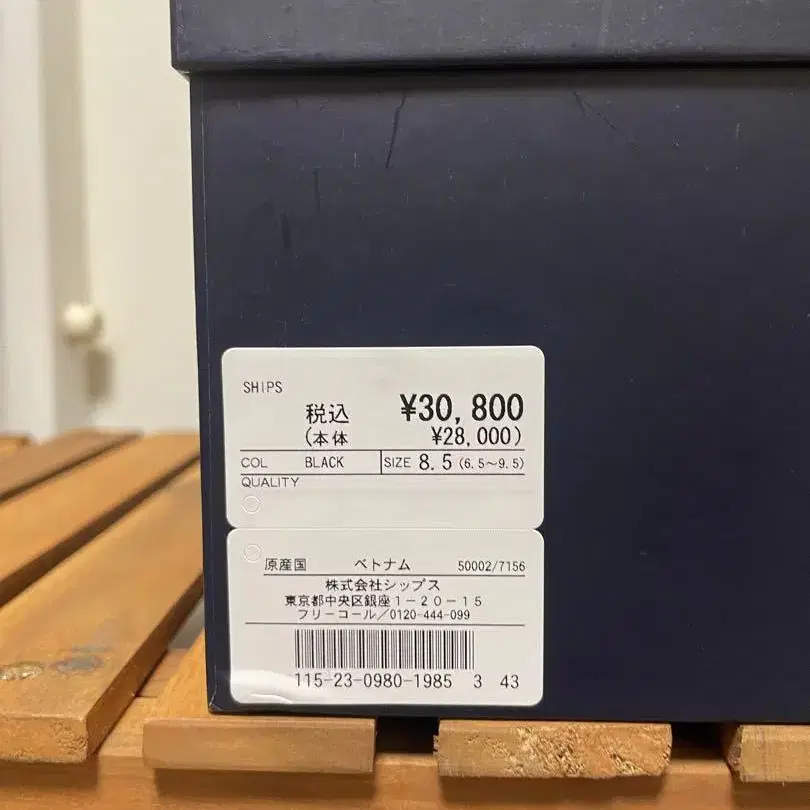 SHIPS
税込 ¥30,800
(本体 ¥28,000)
COL BLACK SIZE 8.5 (6.5～9.5)
QUALITY
原産国 ベトナム 50002/7156
株式会社シップス
東京都中央区銀座１－２０－１５
フリーコール／0120-444-099
115-23-0980-1985 3 43